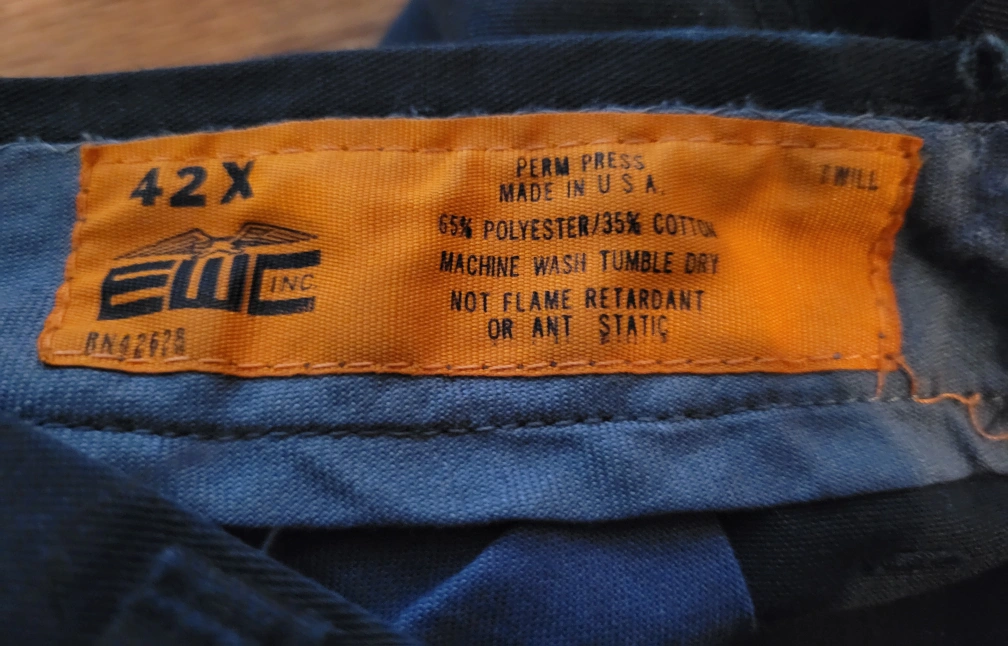 42X
EWC INC.
RN42628
PERM PRESS
MADE IN U S A.
65% POLYESTER/35% COTTON
MACHINE WASH TUMBLE DRY
NOT FLAME RETARDANT
OR ANT STATIC
TWILL